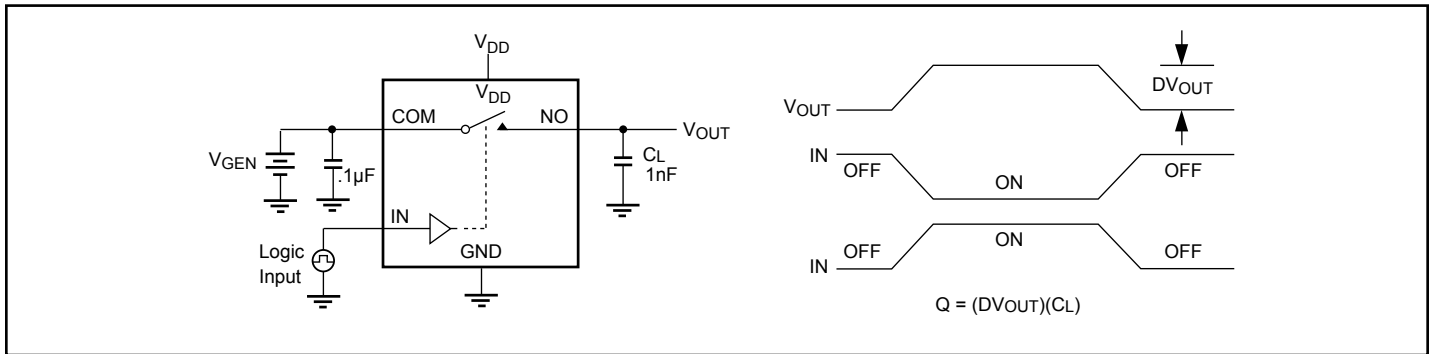 VDD
VDD
COM
NO
VOUT
VGEN
.1µF
CL
1nF
IN
Logic
Input
GND
VOUT
DVOUT
IN
OFF
ON
OFF
IN
OFF
ON
OFF
Q = (DVOUT)(CL)